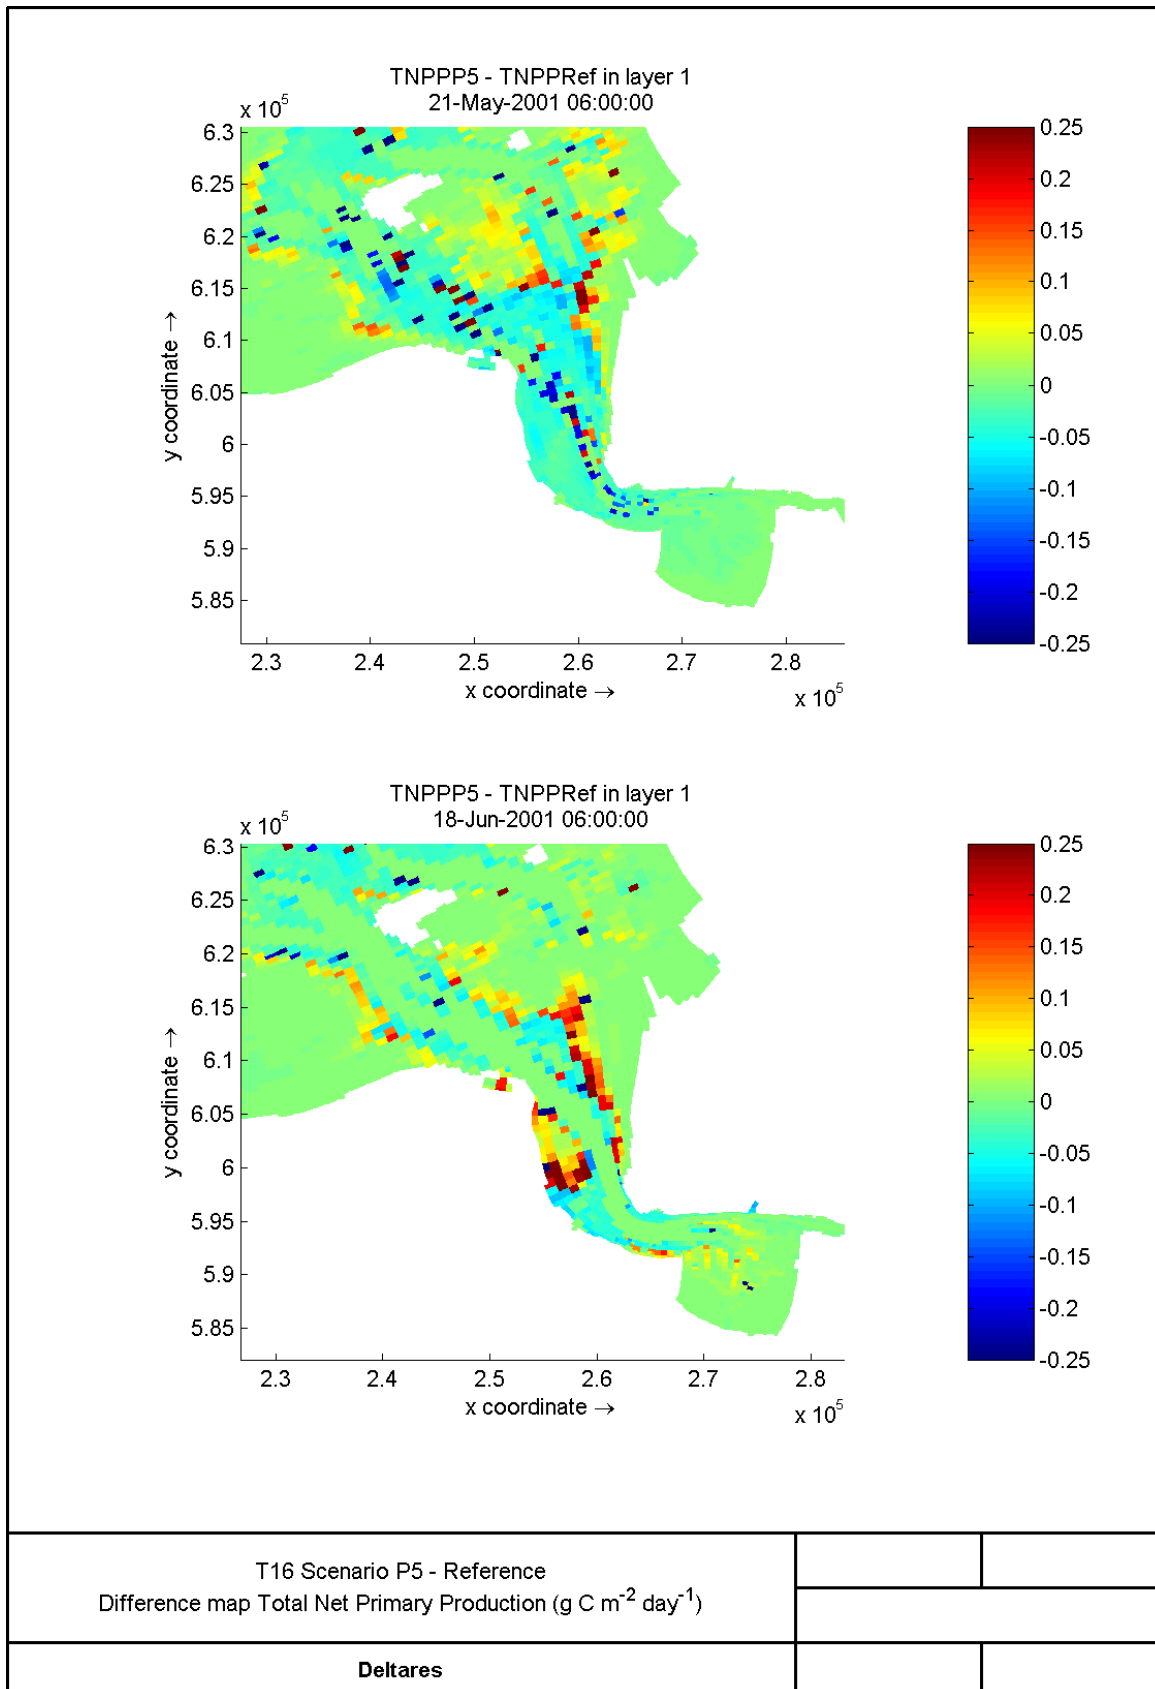 TNPPP5 - TNPPRef in layer 1
21-May-2001 06:00:00
x 10^5
6.3
6.25
6.2
6.15
6.1
6.05
6
5.95
5.9
5.85
y coordinate →
2.3 2.4 2.5 2.6 2.7 2.8
x coordinate →
x 10^5
0.25
0.2
0.15
0.1
0.05
0
-0.05
-0.1
-0.15
-0.2
-0.25
TNPPP5 - TNPPRef in layer 1
18-Jun-2001 06:00:00
x 10^5
6.3
6.25
6.2
6.15
6.1
6.05
6
5.95
5.9
5.85
y coordinate →
2.3 2.4 2.5 2.6 2.7 2.8
x coordinate →
x 10^5
0.25
0.2
0.15
0.1
0.05
0
-0.05
-0.1
-0.15
-0.2
-0.25
T16 Scenario P5 - Reference
Difference map Total Net Primary Production (g C m^-2 day^-1)
Deltares